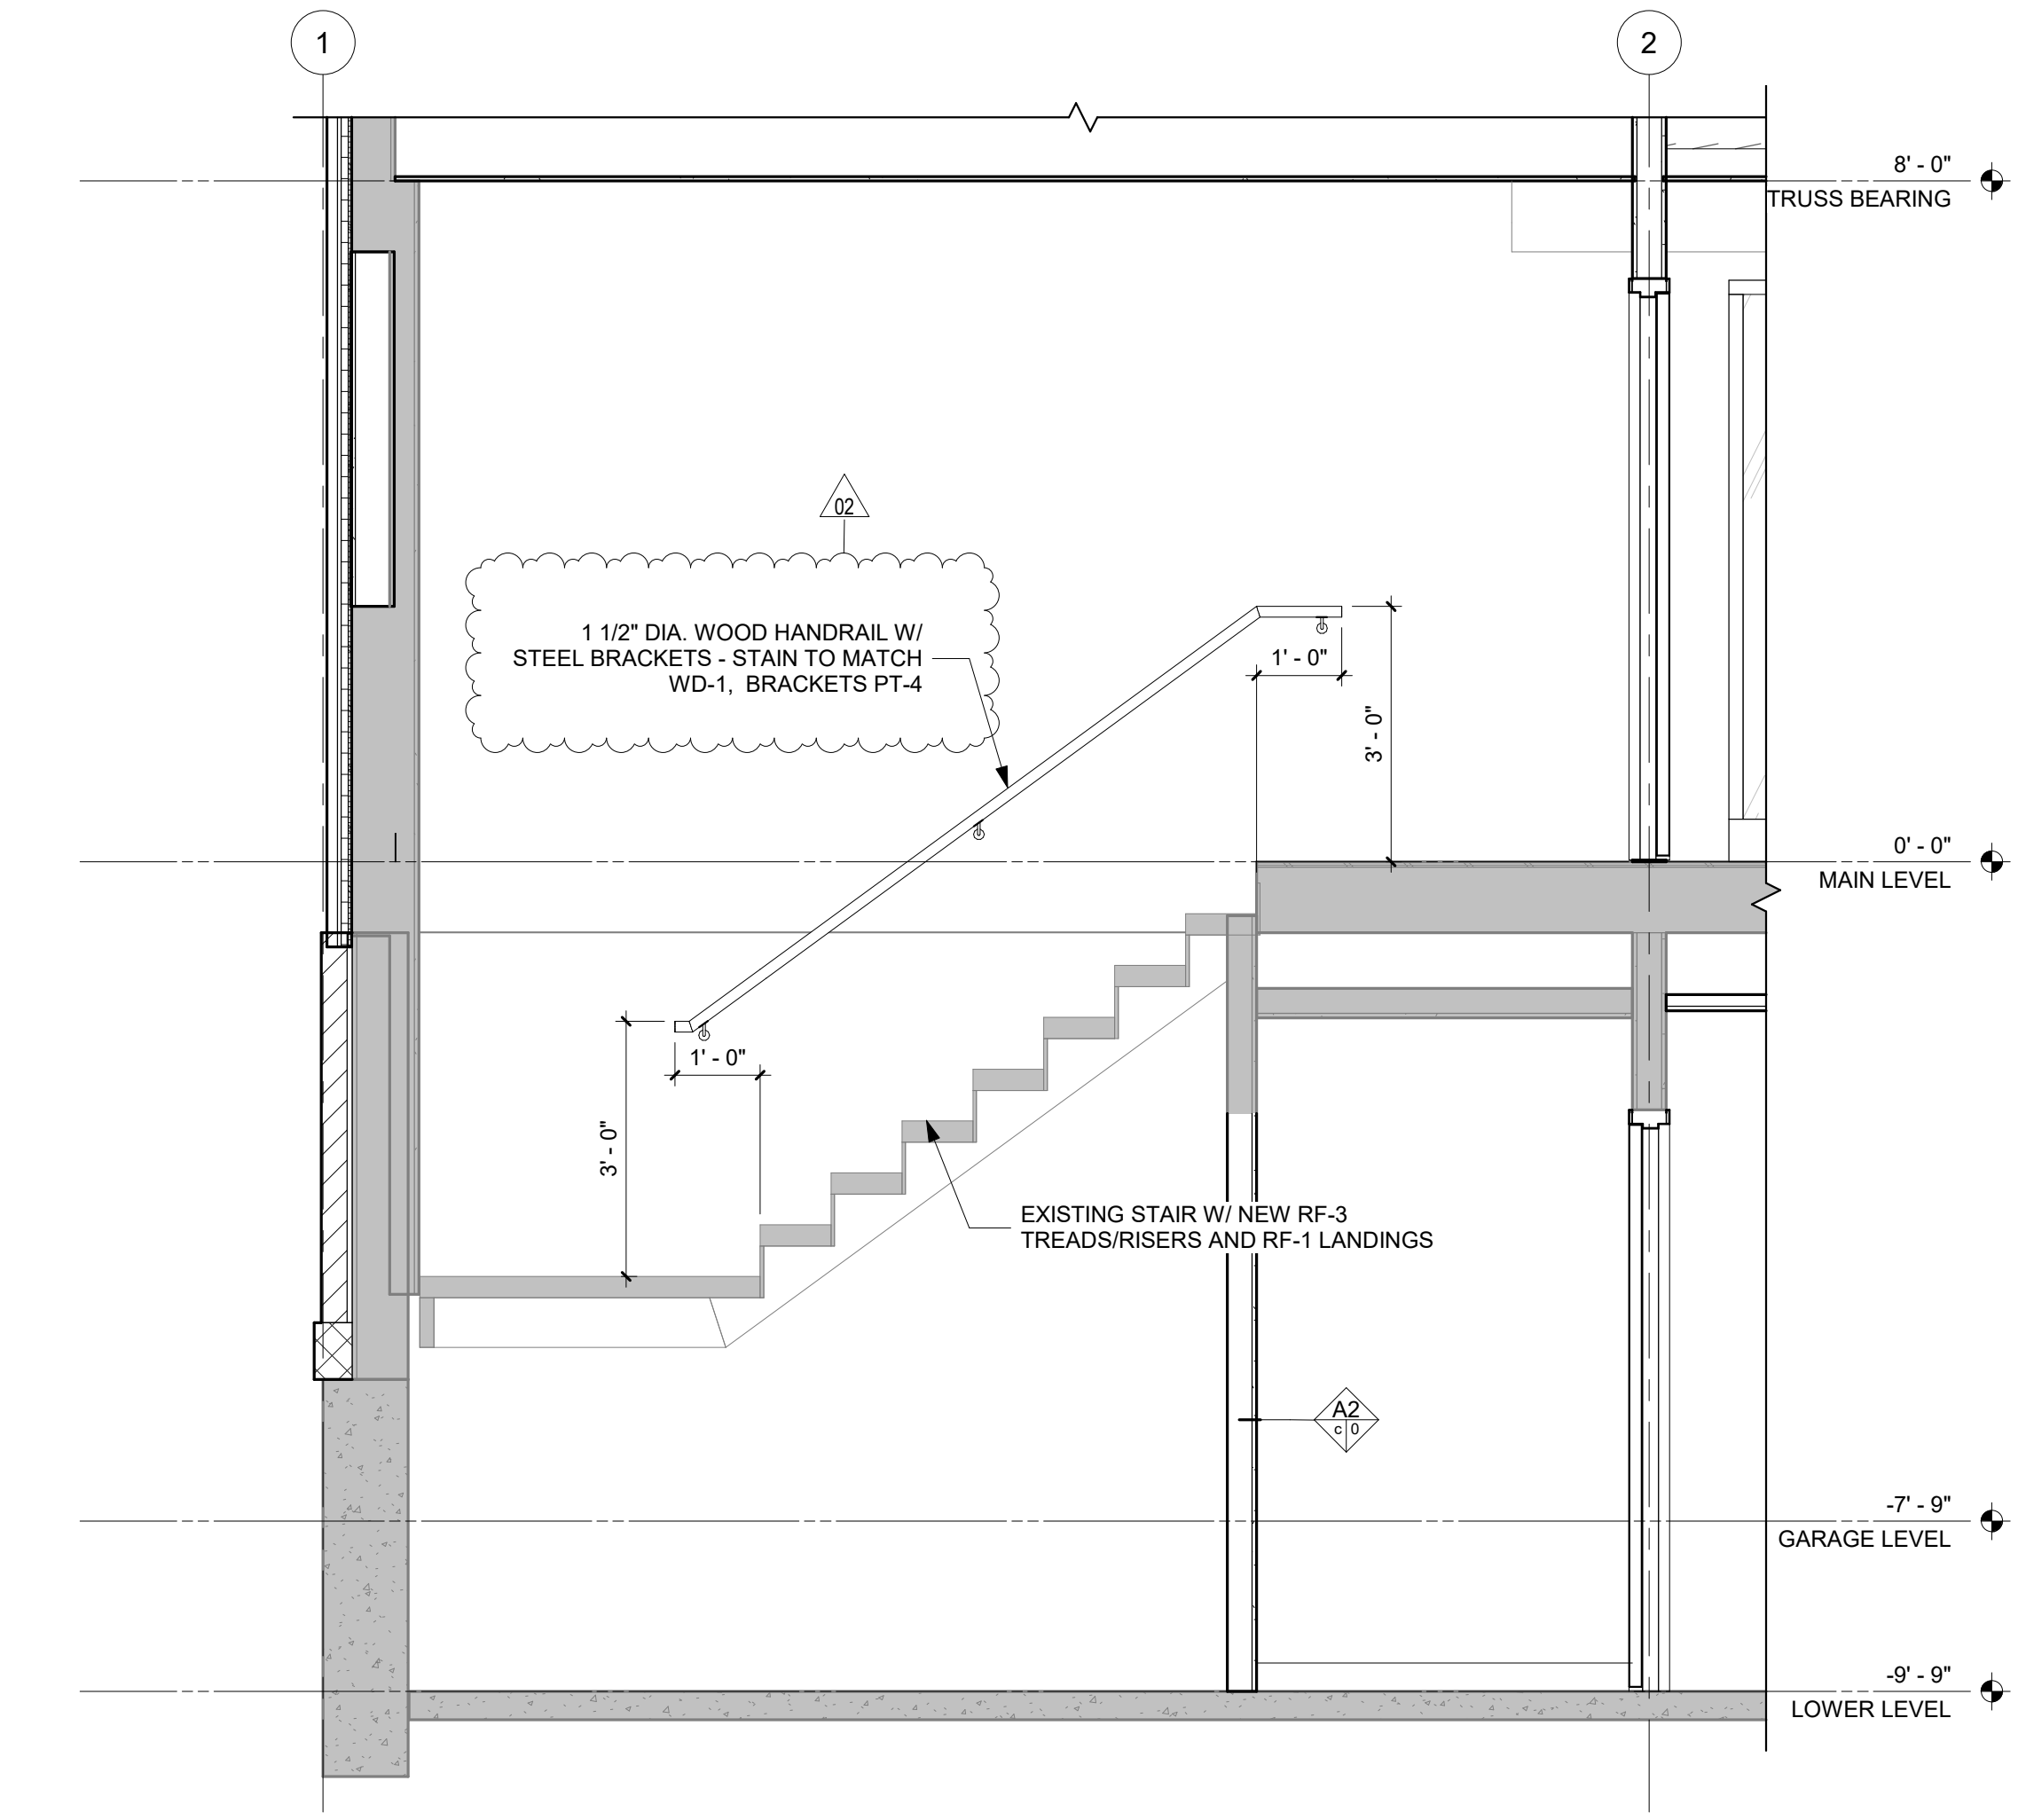 1
2
8' - 0"
TRUSS BEARING
02
1 1/2" DIA. WOOD HANDRAIL W/
STEEL BRACKETS - STAIN TO MATCH
WD-1, BRACKETS PT-4
1' - 0"
3' - 0"
0' - 0"
MAIN LEVEL
1' - 0"
3' - 0"
EXISTING STAIR W/ NEW RF-3
TREADS/RISERS AND RF-1 LANDINGS
A2
c 0
-7' - 9"
GARAGE LEVEL
-9' - 9"
LOWER LEVEL